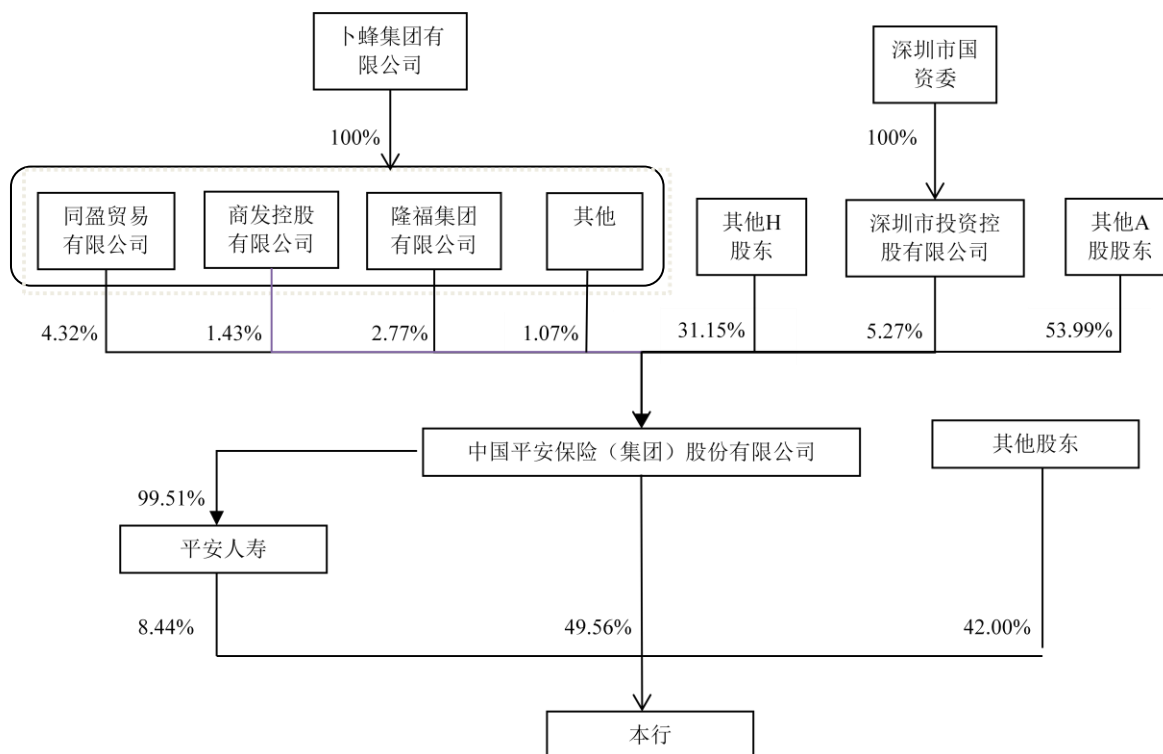 卜蜂集团有
限公司
深圳市国
资委
100%
100%
同盈贸易
有限公司
商发控股
有限公司
隆福集团
有限公司
其他
其他H
股东
深圳市投资控
股有限公司
其他A
股股东
4.32%
1.43%
2.77%
1.07%
31.15%
5.27%
53.99%
中国平安保险（集团）股份有限公司
其他股东
99.51%
平安人寿
8.44%
49.56%
42.00%
本行